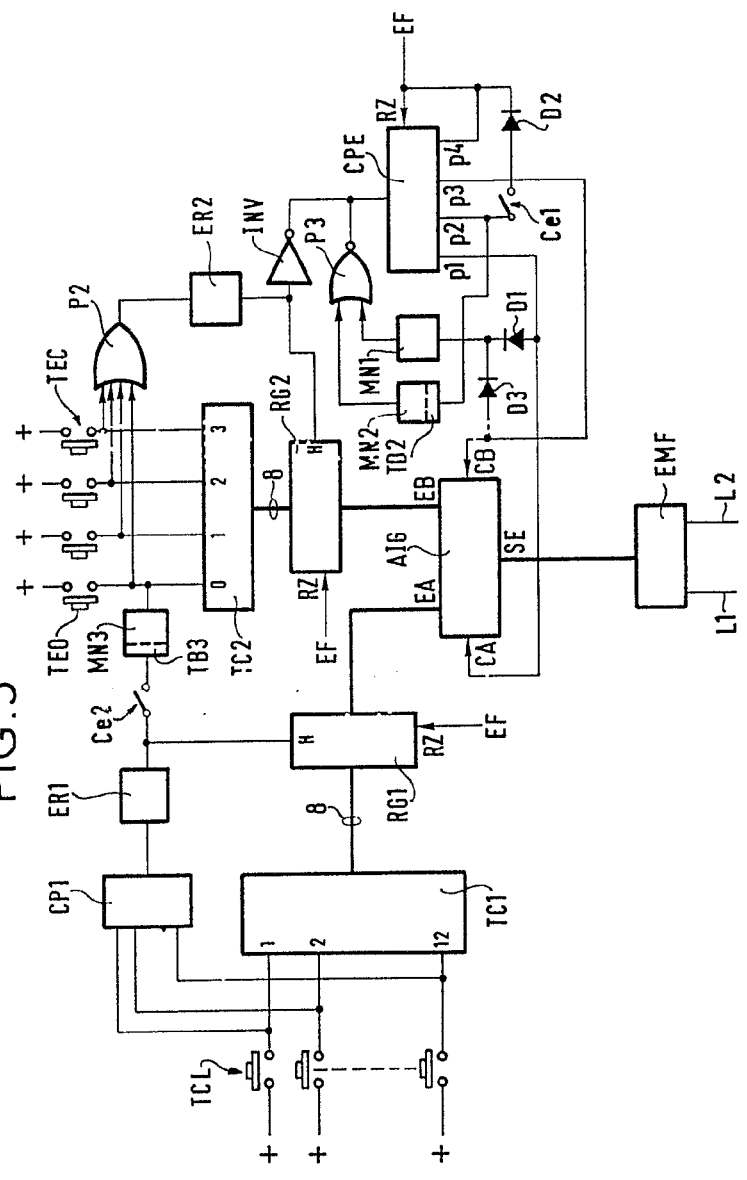 FIG.5
TCL
+
+
+
1
2
12
TC1
CP1
ER1
Ce2
8
H
RG1
RZ
EF
MN3
TB3
TEO
+
+
+
+
TEC
0
1
2
3
TC2
P2
ER2
8
RG2
H
RZ
EF
INV
P3
MN1
MN2
TD2
CPE
RZ
EF
p1
p2
p3
p4
Ce1
D2
D1
D3
EA
EB
AIG
CA
CB
SE
EMF
L1
L2